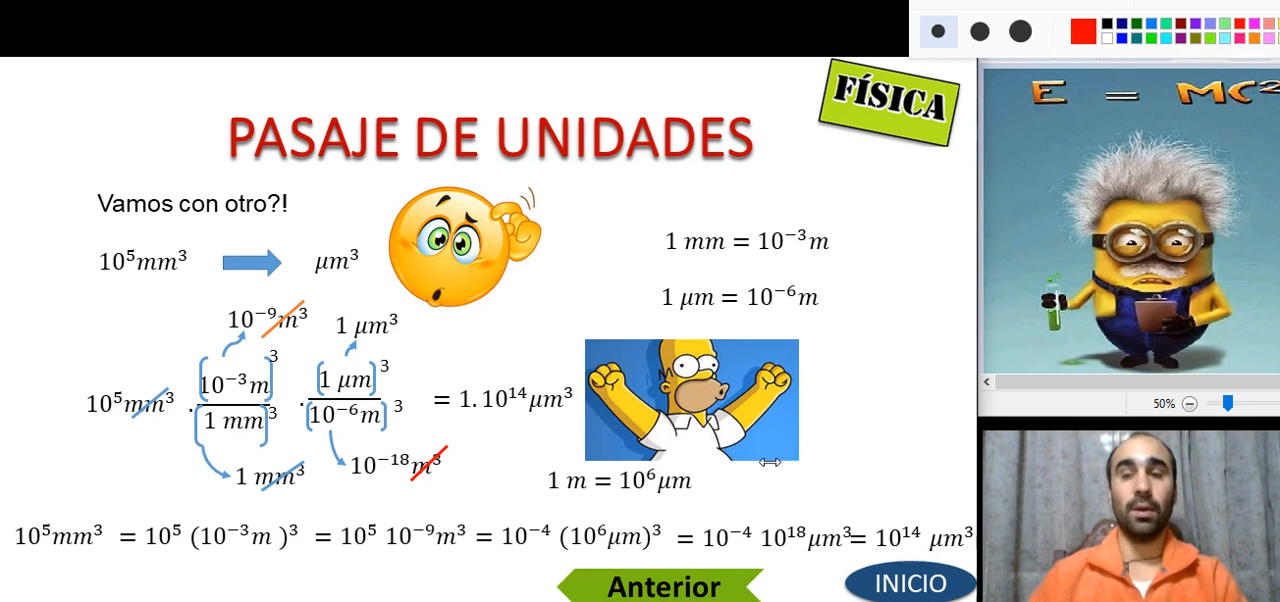 FÍSICA
E = MC²
PASAJE DE UNIDADES
Vamos con otro?!
10⁵mm³ μm³
1 mm = 10⁻³m
1 μm = 10⁻⁶m
10⁻⁹m³ 1 μm³
10⁵mm³ . (10⁻³m)³ / (1 mm)³ . (1 μm)³ / (10⁻⁶m)³ = 1.10¹⁴μm³
1 mm³ 10⁻¹⁸m³
1 m = 10⁶μm
10⁵mm³ = 10⁵ (10⁻³m )³ = 10⁵ 10⁻⁹m³ = 10⁻⁴ (10⁶μm)³ = 10⁻⁴ 10¹⁸μm³= 10¹⁴ μm³
Anterior
INICIO
50%